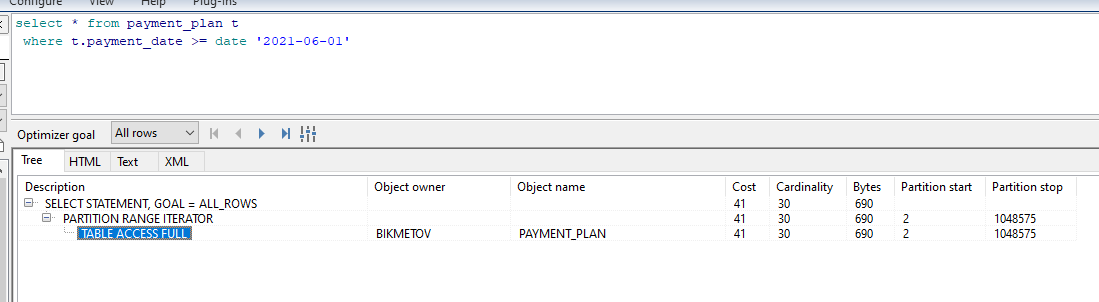 Configure View Help Plug-ins
select * from payment_plan t
where t.payment_date >= date '2021-06-01'
Optimizer goal All rows
Tree HTML Text XML
Description Object owner Object name Cost Cardinality Bytes Partition start Partition stop
SELECT STATEMENT, GOAL = ALL_ROWS 41 30 690
PARTITION RANGE ITERATOR 41 30 690 2 1048575
TABLE ACCESS FULL BIKMETOV PAYMENT_PLAN 41 30 690 2 1048575